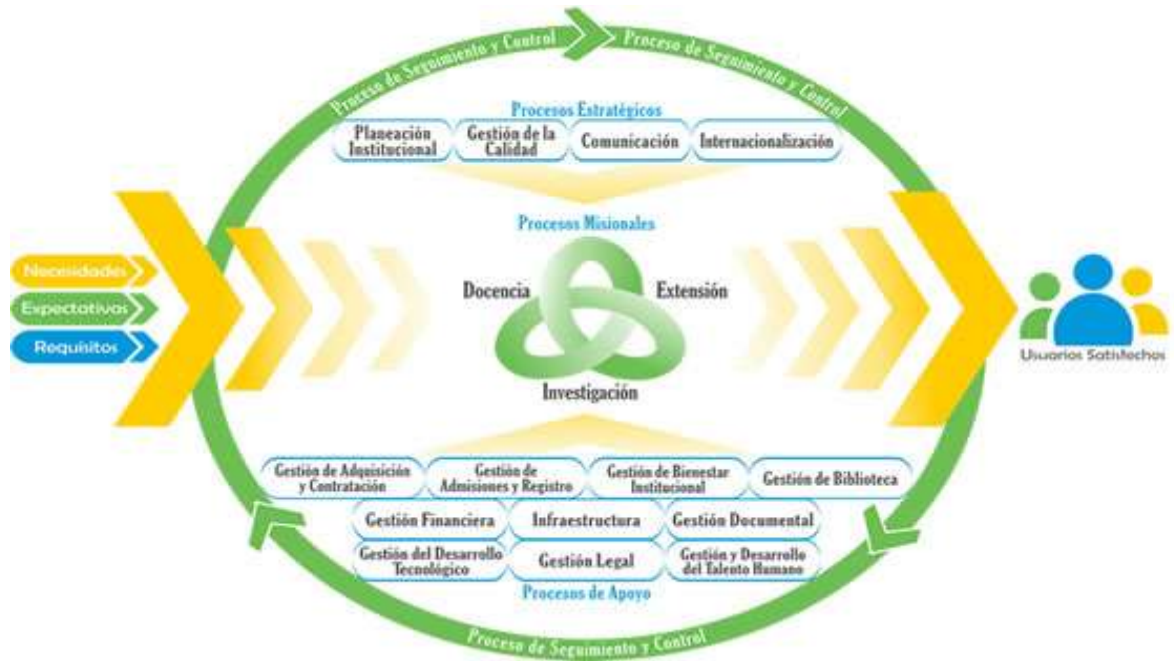 Proceso de Seguimiento y Control
Proceso de Seguimiento y Control
Procesos Estratégicos
Planeación
Institucional
Gestión de la
Calidad
Comunicación
Internacionalización
Procesos Misionales
Necesidades
Expectativas
Requisitos
Docencia
Extensión
Investigación
Usuarios Satisfechos
Gestión de Adquisición
y Contratación
Gestión de
Admisiones y Registro
Gestión de Bienestar
Institucional
Gestión de Biblioteca
Gestión Financiera
Infraestructura
Gestión Documental
Gestión del Desarrollo
Tecnológico
Gestión Legal
Gestión y Desarrollo
del Talento Humano
Procesos de Apoyo
Proceso de Seguimiento y Control